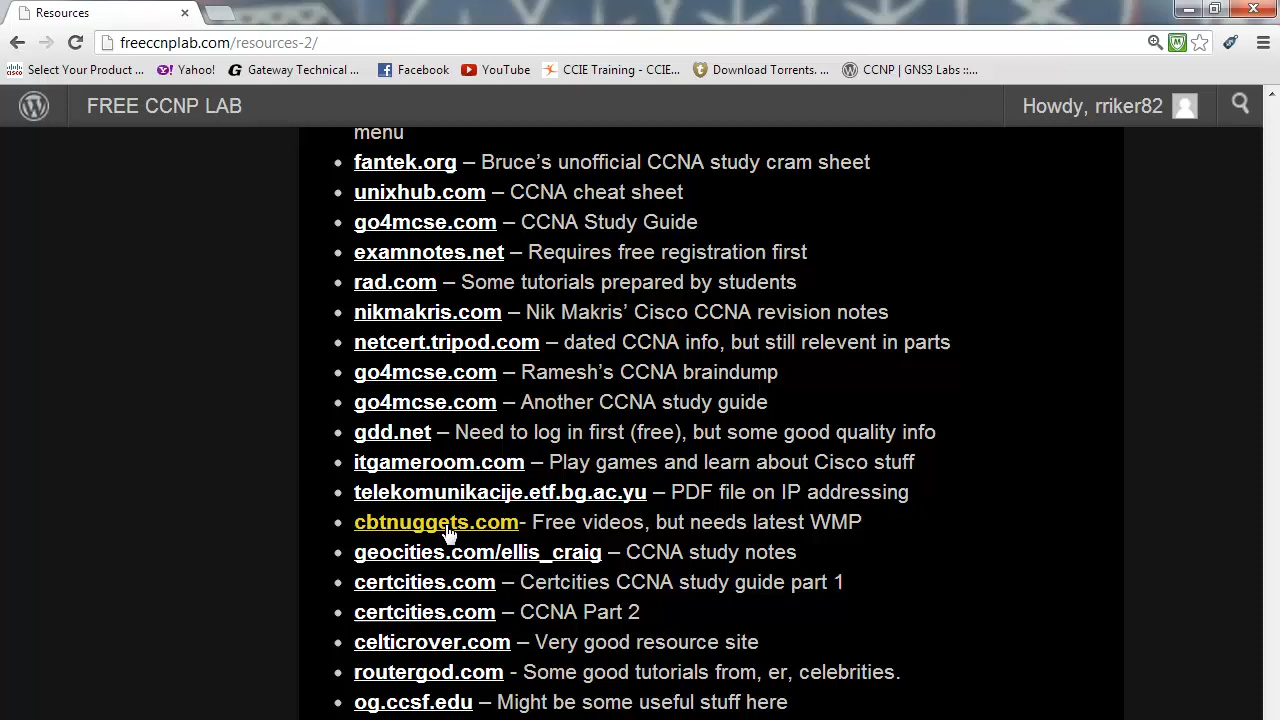 Resources
freeccnplab.com/resources-2/
Select Your Product ... Yahoo! Gateway Technical ... Facebook YouTube CCIE Training - CCIE... Download Torrents. ... CCNP | GNS3 Labs ::...
FREE CCNP LAB Howdy, rriker82
menu
fantek.org – Bruce’s unofficial CCNA study cram sheet
unixhub.com – CCNA cheat sheet
go4mcse.com – CCNA Study Guide
examnotes.net – Requires free registration first
rad.com – Some tutorials prepared by students
nikmakris.com – Nik Makris’ Cisco CCNA revision notes
netcert.tripod.com – dated CCNA info, but still relevent in parts
go4mcse.com – Ramesh’s CCNA braindump
go4mcse.com – Another CCNA study guide
gdd.net – Need to log in first (free), but some good quality info
itgameroom.com – Play games and learn about Cisco stuff
telekomunikacije.etf.bg.ac.yu – PDF file on IP addressing
cbtnuggets.com- Free videos, but needs latest WMP
geocities.com/ellis_craig – CCNA study notes
certcities.com – Certcities CCNA study guide part 1
certcities.com – CCNA Part 2
celticrover.com – Very good resource site
routergod.com - Some good tutorials from, er, celebrities.
og.ccsf.edu – Might be some useful stuff here